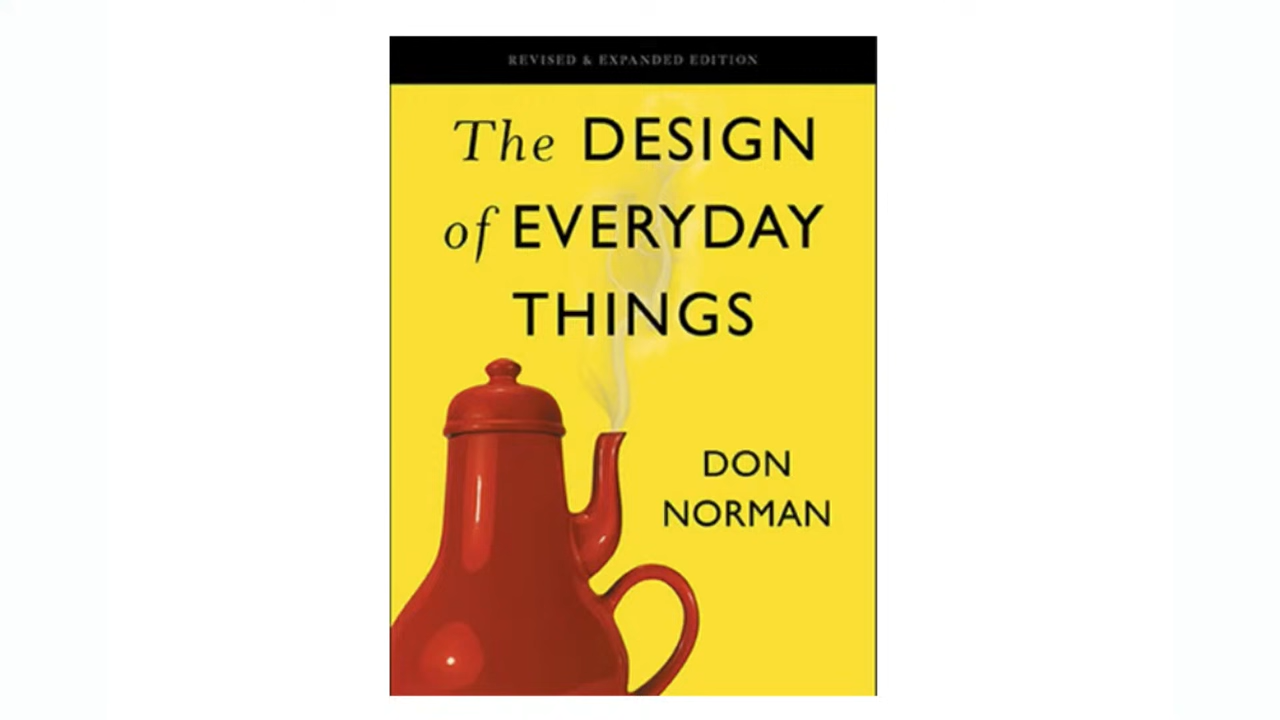 REVISED & EXPANDED EDITION
The DESIGN
of EVERYDAY
THINGS
DON
NORMAN